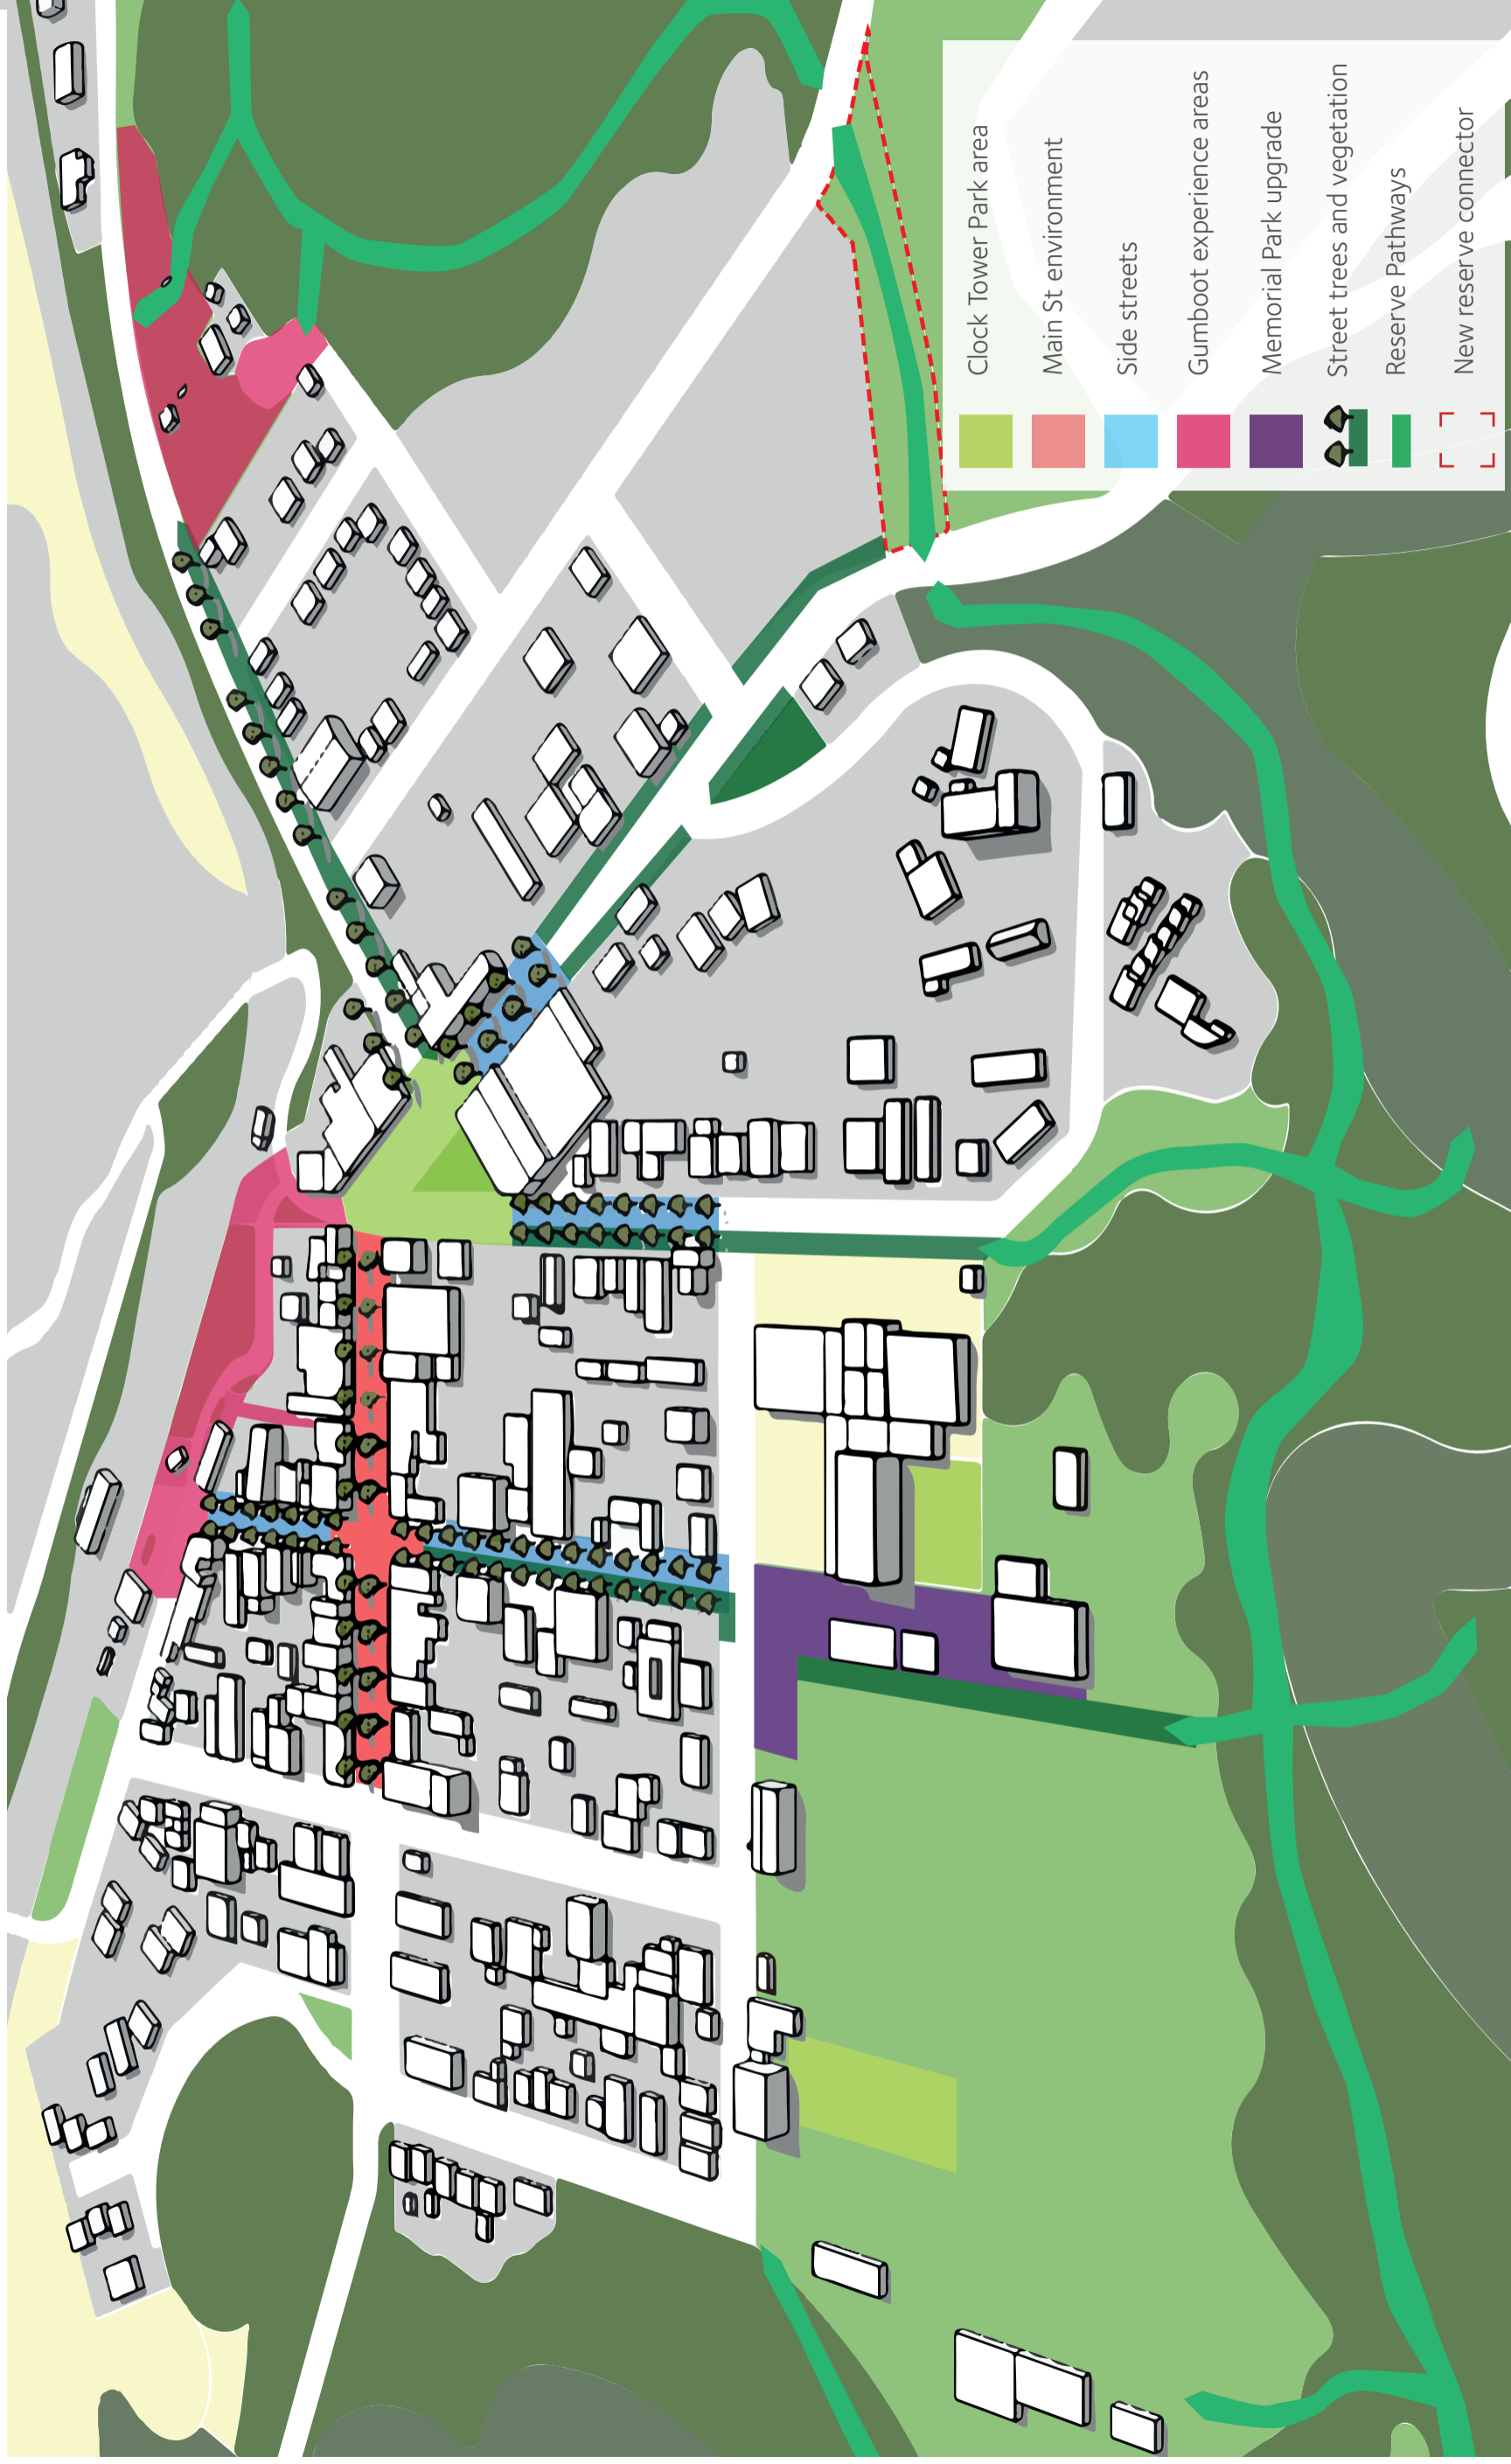 Clock Tower Park area
Main St environment
Side streets
Gumboot experience areas
Memorial Park upgrade
Street trees and vegetation
Reserve Pathways
New reserve connector